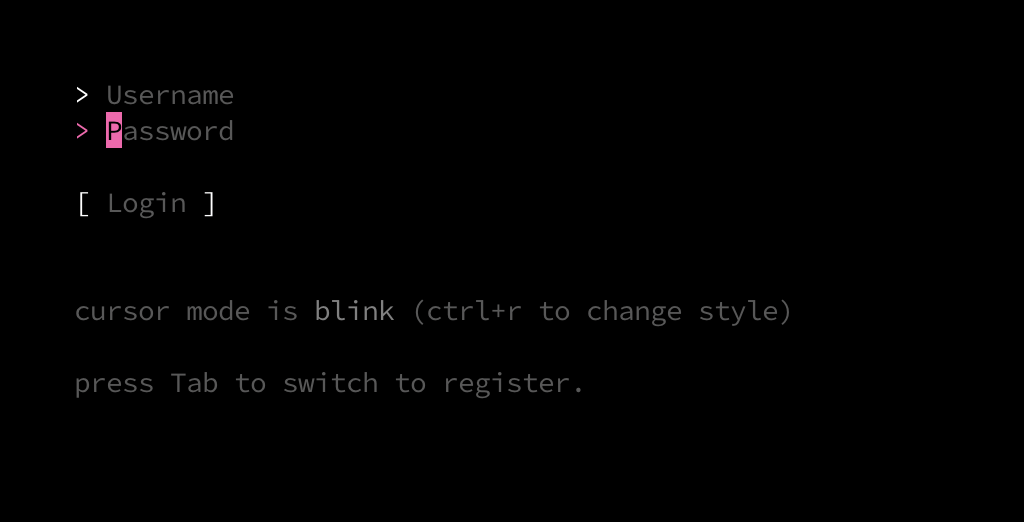 > Username
> Password
[ Login ]
cursor mode is blink (ctrl+r to change style)
press Tab to switch to register.